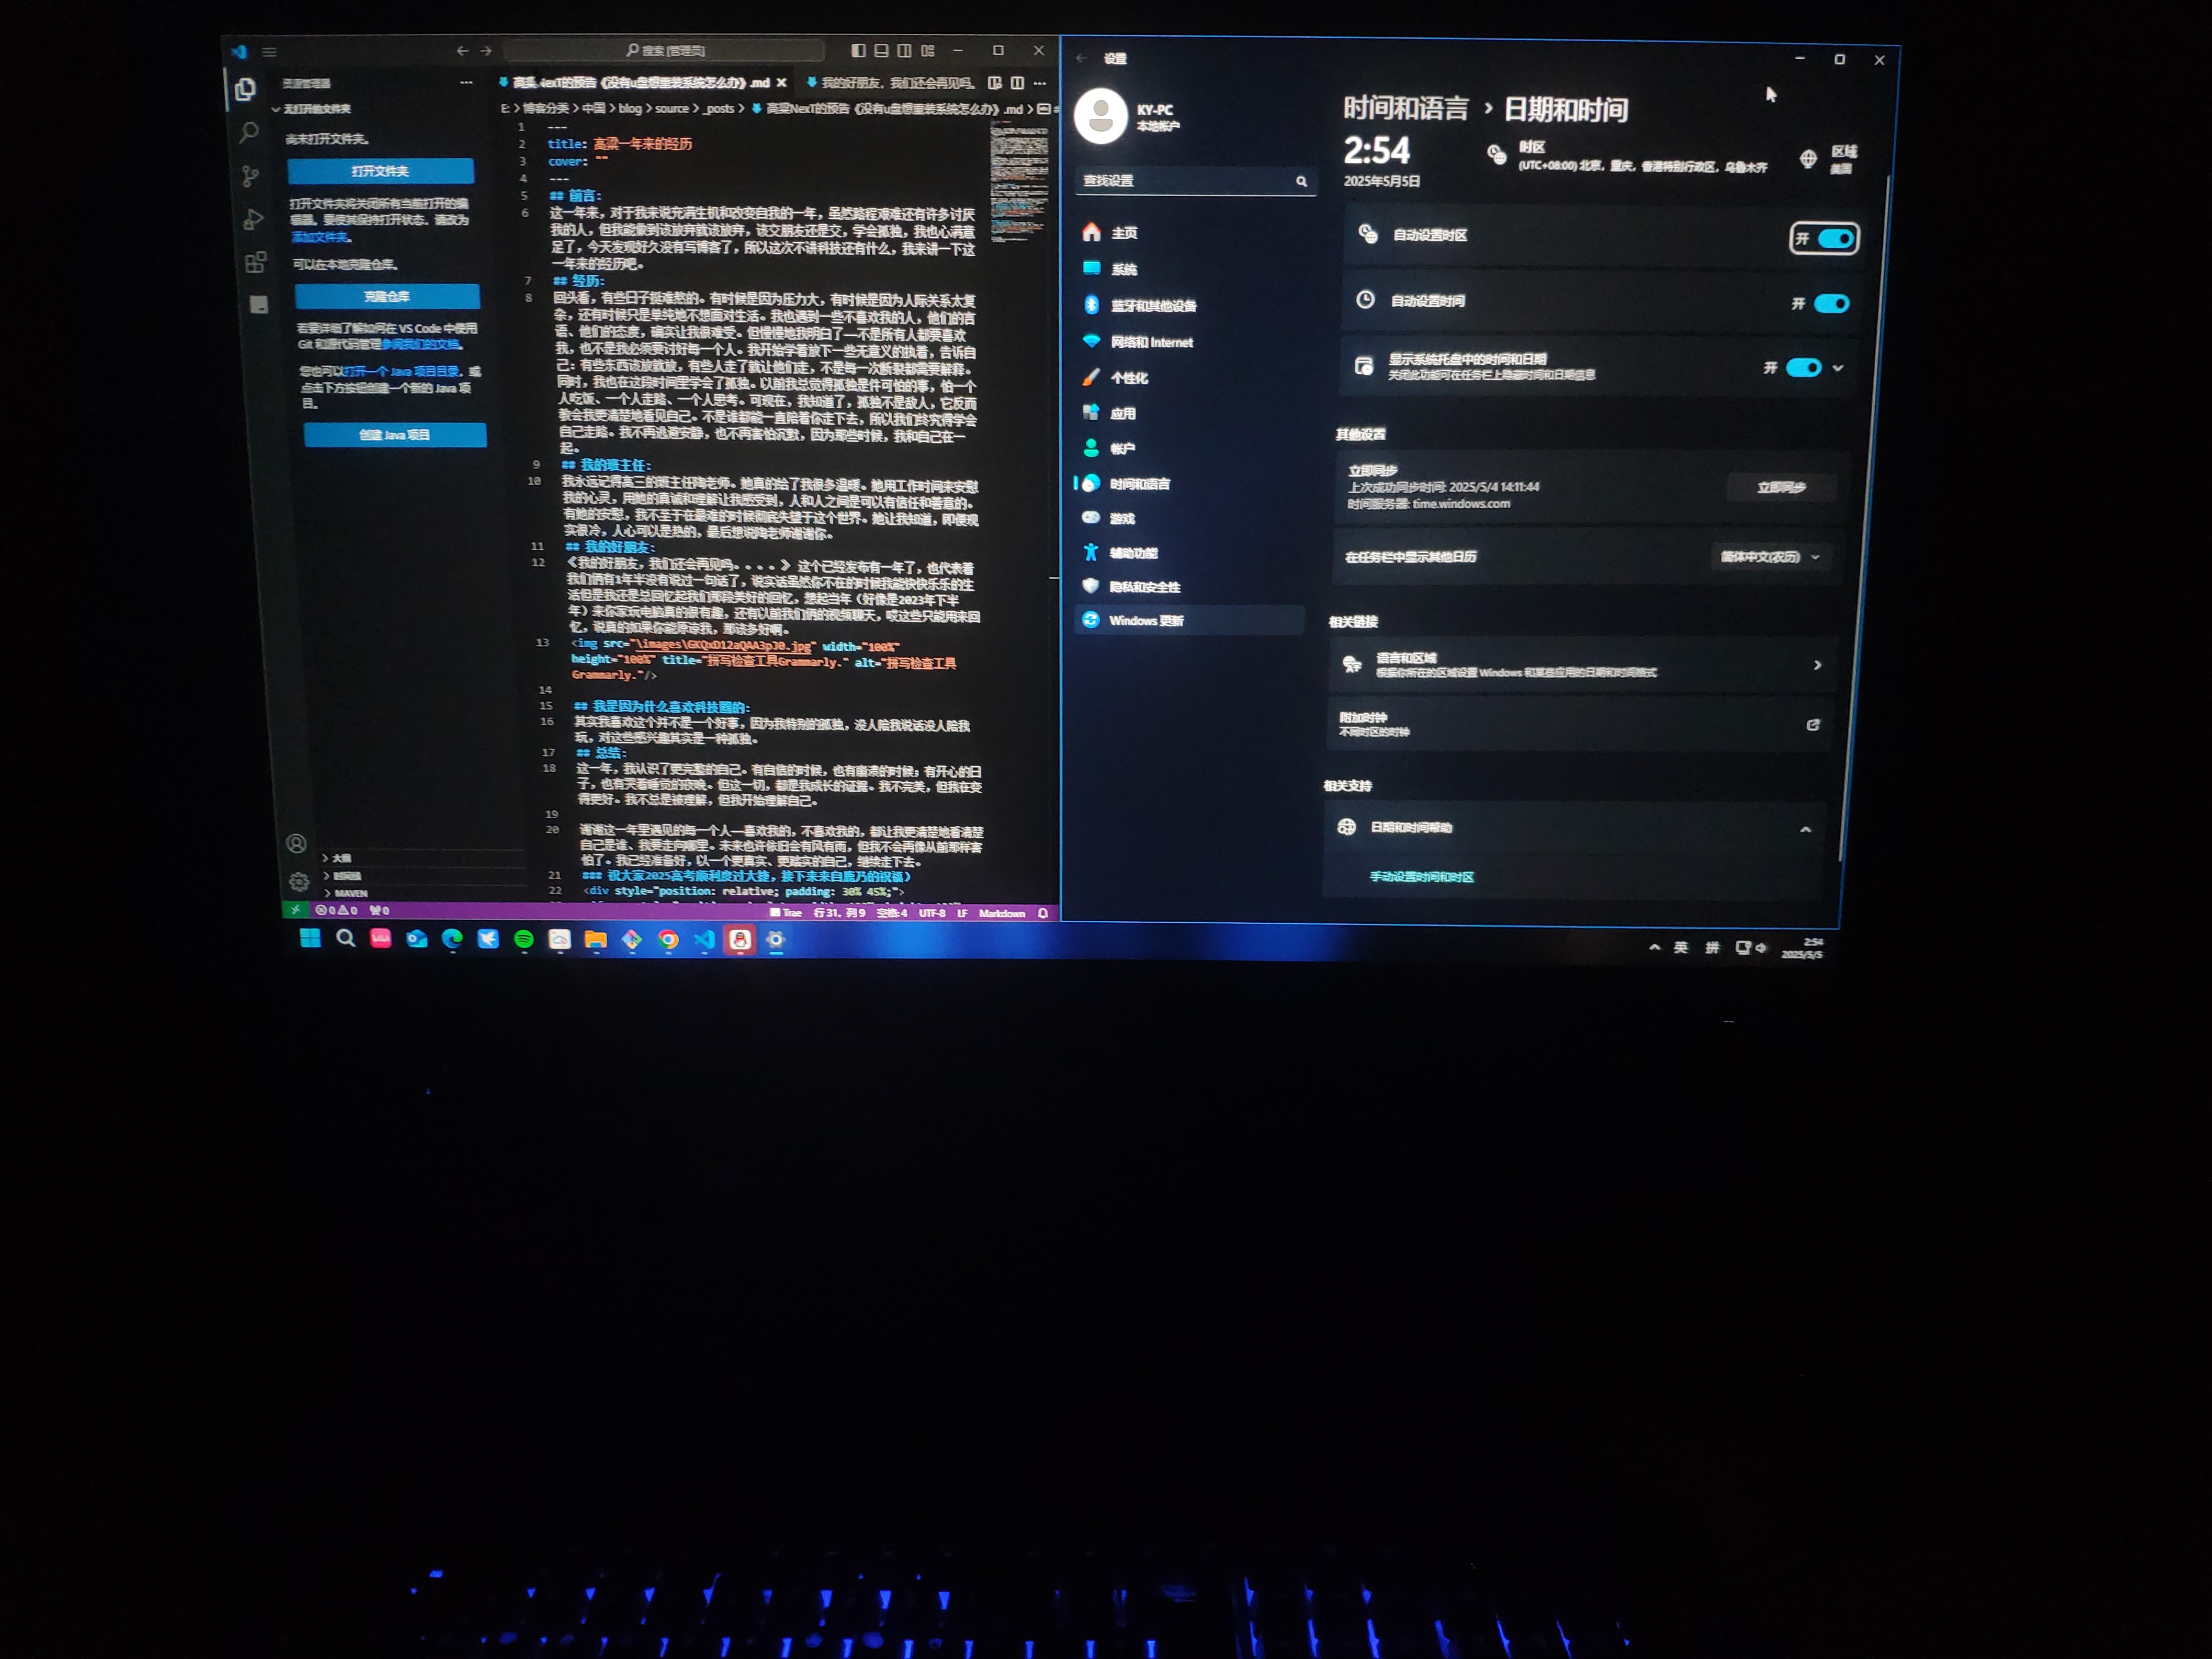 搜索 [管理员]
资源管理器
无打开的文件夹
尚未打开文件夹。
打开文件夹
打开文件夹将关闭所有当前打开的编
辑器。要使其保持打开状态，请改为
添加文件夹。
可以在本地克隆仓库。
克隆仓库
若要详细了解如何在 VS Code 中使用
Git 和源代码管理参阅我们的文档。
您也可以打开一个 Java 项目目录，或
点击下方按钮创建一个新的 Java 项
目。
创建 Java 项目
大纲
时间线
MAVEN
高粱NexT的预告《没有u盘想重装系统怎么办》.md
我的好朋友，我们还会再见吗。
E: > 博客分类 > 中国 > blog > source > _posts > 高粱NexT的预告《没有u盘想重装系统怎么办》.md >
1 ---
2 title: 高粱一年来的经历
3 cover: ""
4 ---
5 ## 前言:
6 这一年来，对于我来说充满生机和改变自我的一年，虽然路程艰难还有许多讨厌
我的人，但我能做到该放弃就该放弃，该交朋友还是交，学会孤独，我也心满意
足了，今天发现好久没有写博客了，所以这次不讲科技还有什么，我来讲一下这
一年来的经历吧。
7 ## 经历:
8 回头看，有些日子挺难熬的。有时候是因为压力大，有时候是因为人际关系太复
杂，还有时候只是单纯地不想面对生活。我也遇到一些不喜欢我的人，他们的言
语、他们的态度，确实让我很难受。但慢慢地我明白了—不是所有人都要喜欢
我，也不是我必须要讨好每一个人。我开始学着放下一些无意义的执着，告诉自
己：有些东西该放就放，有些人走了就让他们走，不是每一次断裂都需要解释。
同时，我也在这段时间里学会了孤独。以前我总觉得孤独是件可怕的事，怕一个
人吃饭、一个人走路、一个人思考。可现在，我知道了，孤独不是敌人，它反而
教会我更清楚地看见自己。不是谁都能一直陪着你走下去，所以我们终究得学会
自己走路。我不再逃避安静，也不再害怕沉默，因为那些时候，我和自己在一
起。
9 ## 我的班主任:
10 我永远记得高三的班主任陶老师。她真的给了我很多温暖。她用工作时间来安慰
我的心灵，用她的真诚和理解让我感受到，人和人之间是可以有信任和善意的。
有她的安慰，我不至于在最难的时候彻底失望于这个世界。她让我知道，即便现
实很冷，人心可以是热的，最后想说陶老师谢谢你。
11 ## 我的好朋友:
12 《我的好朋友，我们还会再见吗。。。。》这个已经发布有一年了，也代表着
我们俩有1年半没有说过一句话了，说实话虽然你不在的时候我能快快乐乐的生
活但是我还是总回忆起我们那段美好的回忆，想起当年（好像是2023年下半
年）来你家玩电脑真的很有趣，还有以前我们俩的视频聊天，哎这些只能用来回
忆，说真的如果你能原谅我，那该多好啊。
13 <img src="\images\GKQxD12aQAA3pJ0.jpg" width="100%"
height="100%" title="拼写检查工具Grammarly." alt="拼写检查工具
Grammarly."/>
14
15 ## 我是因为什么喜欢科技圈的:
16 其实我喜欢这个并不是一个好事，因为我特别的孤独，没人陪我说话没人陪我
玩，对这些感兴趣其实是一种孤独。
17 ## 总结:
18 这一年，我认识了更完整的自己。有自信的时候，也有崩溃的时候；有开心的日
子，也有哭着睡觉的夜晚。但这一切，都是我成长的证据。我不完美，但我在变
得更好。我不总是被理解，但我开始理解自己。
19
20 谢谢这一年里遇见的每一个人—喜欢我的，不喜欢我的，都让我更清楚地看清楚
自己是谁、我要走向哪里。未来也许依旧会有风有雨，但我不会再像从前那样害
怕了。我已经准备好，以一个更真实、更踏实的自己，继续走下去。
21 ### 祝大家2025高考顺利度过大捷，接下来来自鹿乃的祝福）
22 <div style="position: relative; padding: 30% 45%;">
0 0 0
Trae 行 31，列 9 空格: 4 UTF-8 LF Markdown
设置
KY-PC
本地帐户
查找设置
主页
系统
蓝牙和其他设备
网络和 Internet
个性化
应用
帐户
时间和语言
游戏
辅助功能
隐私和安全性
Windows 更新
时间和语言 › 日期和时间
2:54
2025年5月5日
时区
(UTC+08:00) 北京，重庆，香港特别行政区，乌鲁木齐
区域
美国
自动设置时区 开
自动设置时间 开
显示系统托盘中的时间和日期 开
关闭此功能可在任务栏上隐藏时间和日期信息
其他设置
立即同步
上次成功同步时间: 2025/5/4 14:11:44
时间服务器: time.windows.com
立即同步
在任务栏中显示其他日历 简体中文(农历)
相关链接
语言和区域
根据你所在的区域设置 Windows 和某些应用的日期和时间格式
附加时钟
不同时区的时钟
相关支持
日期和时间帮助
手动设置时间和时区
英 拼
2:54
2025/5/5